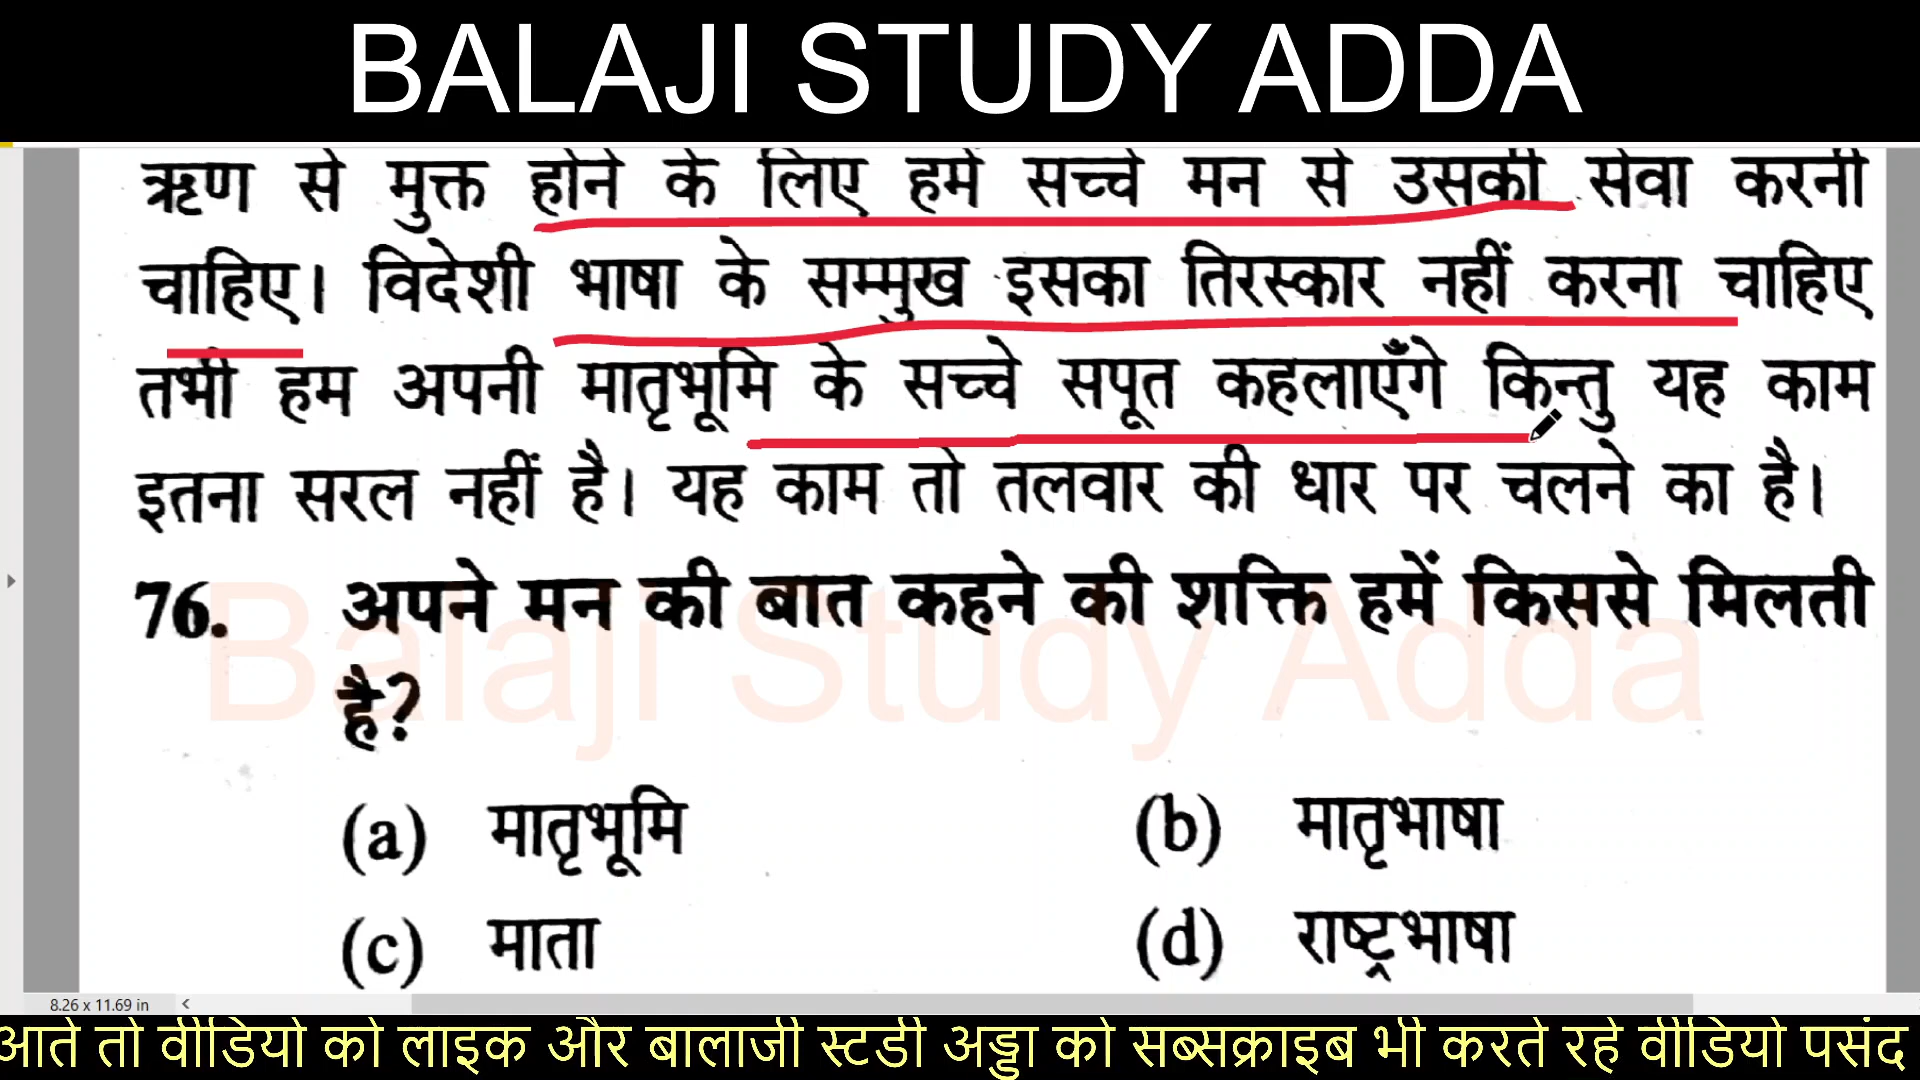 BALAJI STUDY ADDA
ऋण से मुक्त होने के लिए हमें सच्चे मन से उसकी सेवा करनी
चाहिए। विदेशी भाषा के सम्मुख इसका तिरस्कार नहीं करना चाहिए
तभी हम अपनी मातृभूमि के सच्चे सपूत कहलाएँगे किन्तु यह काम
इतना सरल नहीं है। यह काम तो तलवार की धार पर चलने का है।
76. अपने मन की बात कहने की शक्ति हमें किससे मिलती
है?
Balaji Study Adda
(a) मातृभूमि (b) मातृभाषा
(c) माता (d) राष्ट्रभाषा
8.26 x 11.69 in
आते तो वीडियो को लाइक और बालाजी स्टडी अड्डा को सब्सक्राइब भी करते रहे वीडियो पसंद